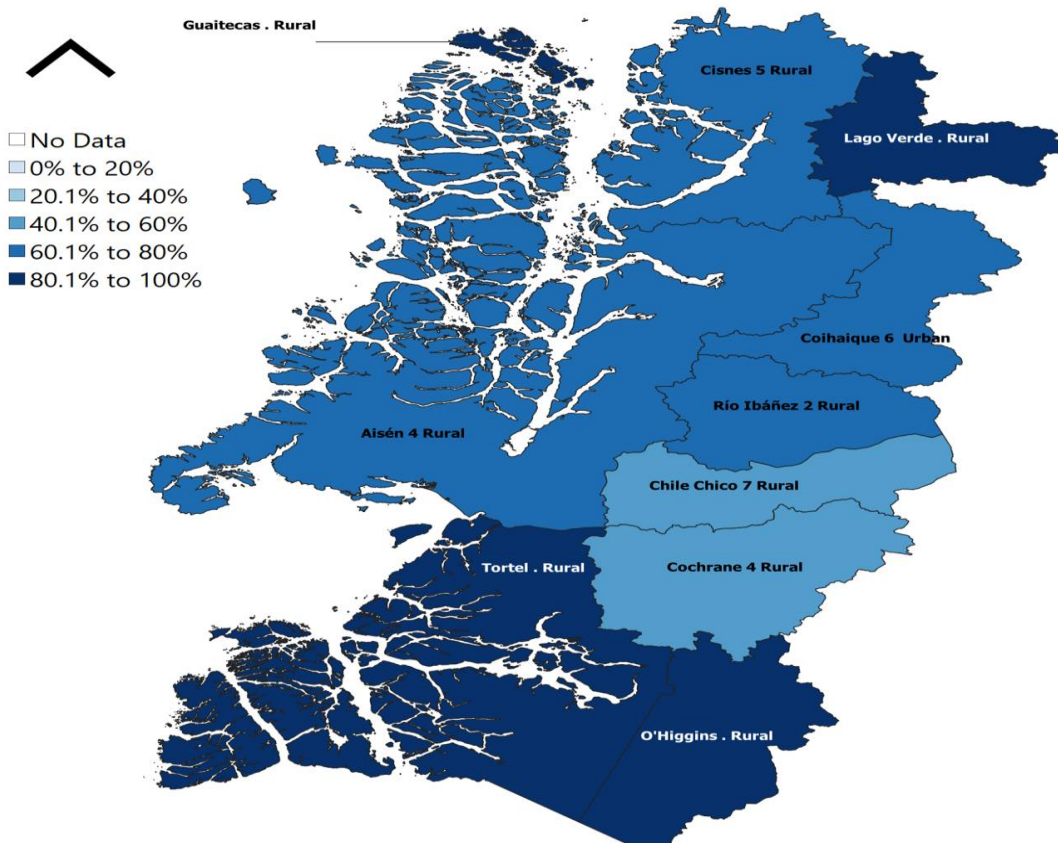 Guaitecas . Rural
Cisnes 5 Rural
Lago Verde . Rural
No Data
0% to 20%
20.1% to 40%
40.1% to 60%
60.1% to 80%
80.1% to 100%
Coihaique 6 Urban
Río Ibáñez 2 Rural
Aisén 4 Rural
Chile Chico 7 Rural
Tortel . Rural
Cochrane 4 Rural
O'Higgins . Rural